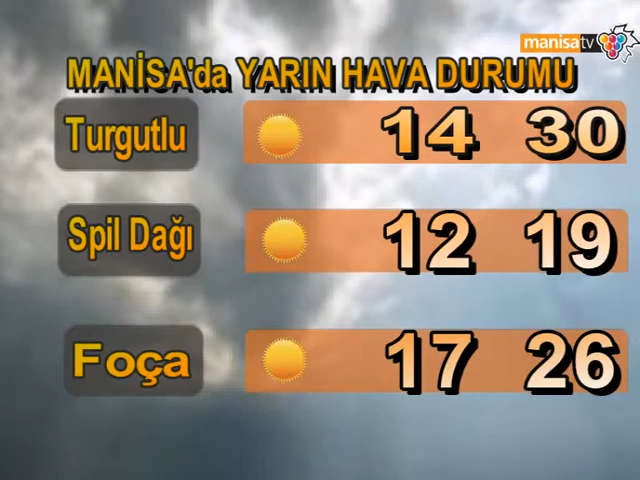 manisatv
MANİSA'da YARIN HAVA DURUMU
Turgutlu 14 30
Spil Dağı 12 19
Foça 17 26